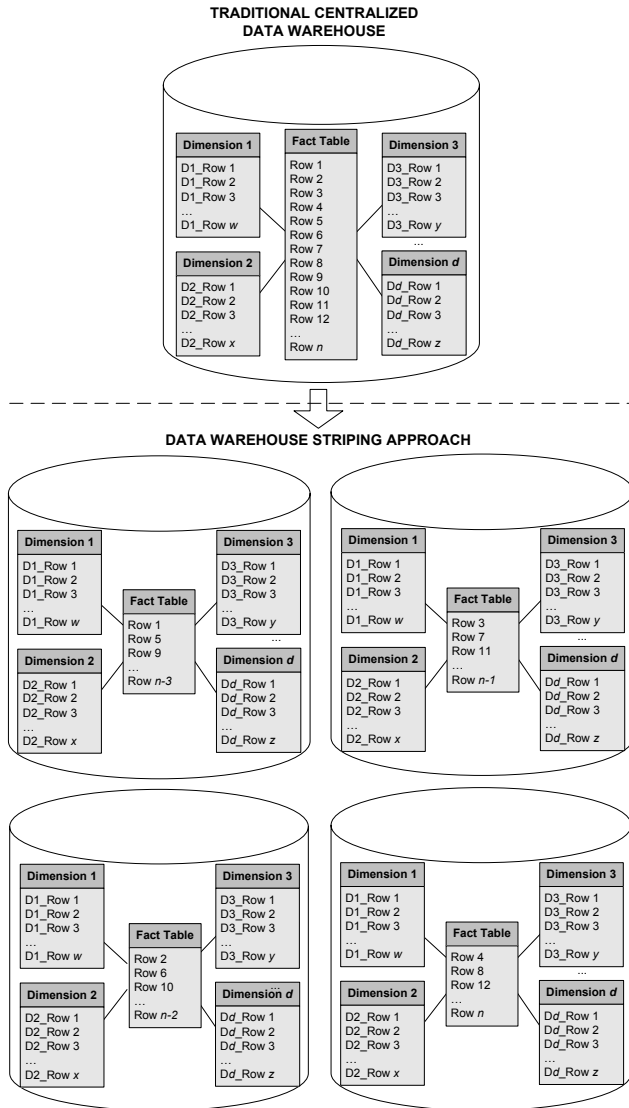 TRADITIONAL CENTRALIZED
DATA WAREHOUSE
Dimension 1
D1_Row 1
D1_Row 2
D1_Row 3
...
D1_Row w
Dimension 2
D2_Row 1
D2_Row 2
D2_Row 3
...
D2_Row x
Fact Table
Row 1
Row 2
Row 3
Row 4
Row 5
Row 6
Row 7
Row 8
Row 9
Row 10
Row 11
Row 12
...
Row n
Dimension 3
D3_Row 1
D3_Row 2
D3_Row 3
...
D3_Row y
...
Dimension d
Dd_Row 1
Dd_Row 2
Dd_Row 3
...
Dd_Row z
DATA WAREHOUSE STRIPING APPROACH
Dimension 1
D1_Row 1
D1_Row 2
D1_Row 3
...
D1_Row w
Dimension 2
D2_Row 1
D2_Row 2
D2_Row 3
...
D2_Row x
Fact Table
Row 1
Row 5
Row 9
...
Row n-3
Dimension 3
D3_Row 1
D3_Row 2
D3_Row 3
...
D3_Row y
...
Dimension d
Dd_Row 1
Dd_Row 2
Dd_Row 3
...
Dd_Row z
Dimension 1
D1_Row 1
D1_Row 2
D1_Row 3
...
D1_Row w
Dimension 2
D2_Row 1
D2_Row 2
D2_Row 3
...
D2_Row x
Fact Table
Row 3
Row 7
Row 11
...
Row n-1
Dimension 3
D3_Row 1
D3_Row 2
D3_Row 3
...
D3_Row y
...
Dimension d
Dd_Row 1
Dd_Row 2
Dd_Row 3
...
Dd_Row z
Dimension 1
D1_Row 1
D1_Row 2
D1_Row 3
...
D1_Row w
Dimension 2
D2_Row 1
D2_Row 2
D2_Row 3
...
D2_Row x
Fact Table
Row 2
Row 6
Row 10
...
Row n-2
Dimension 3
D3_Row 1
D3_Row 2
D3_Row 3
...
D3_Row y
...
Dimension d
Dd_Row 1
Dd_Row 2
Dd_Row 3
...
Dd_Row z
Dimension 1
D1_Row 1
D1_Row 2
D1_Row 3
...
D1_Row w
Dimension 2
D2_Row 1
D2_Row 2
D2_Row 3
...
D2_Row x
Fact Table
Row 4
Row 8
Row 12
...
Row n
Dimension 3
D3_Row 1
D3_Row 2
D3_Row 3
...
D3_Row y
...
Dimension d
Dd_Row 1
Dd_Row 2
Dd_Row 3
...
Dd_Row z